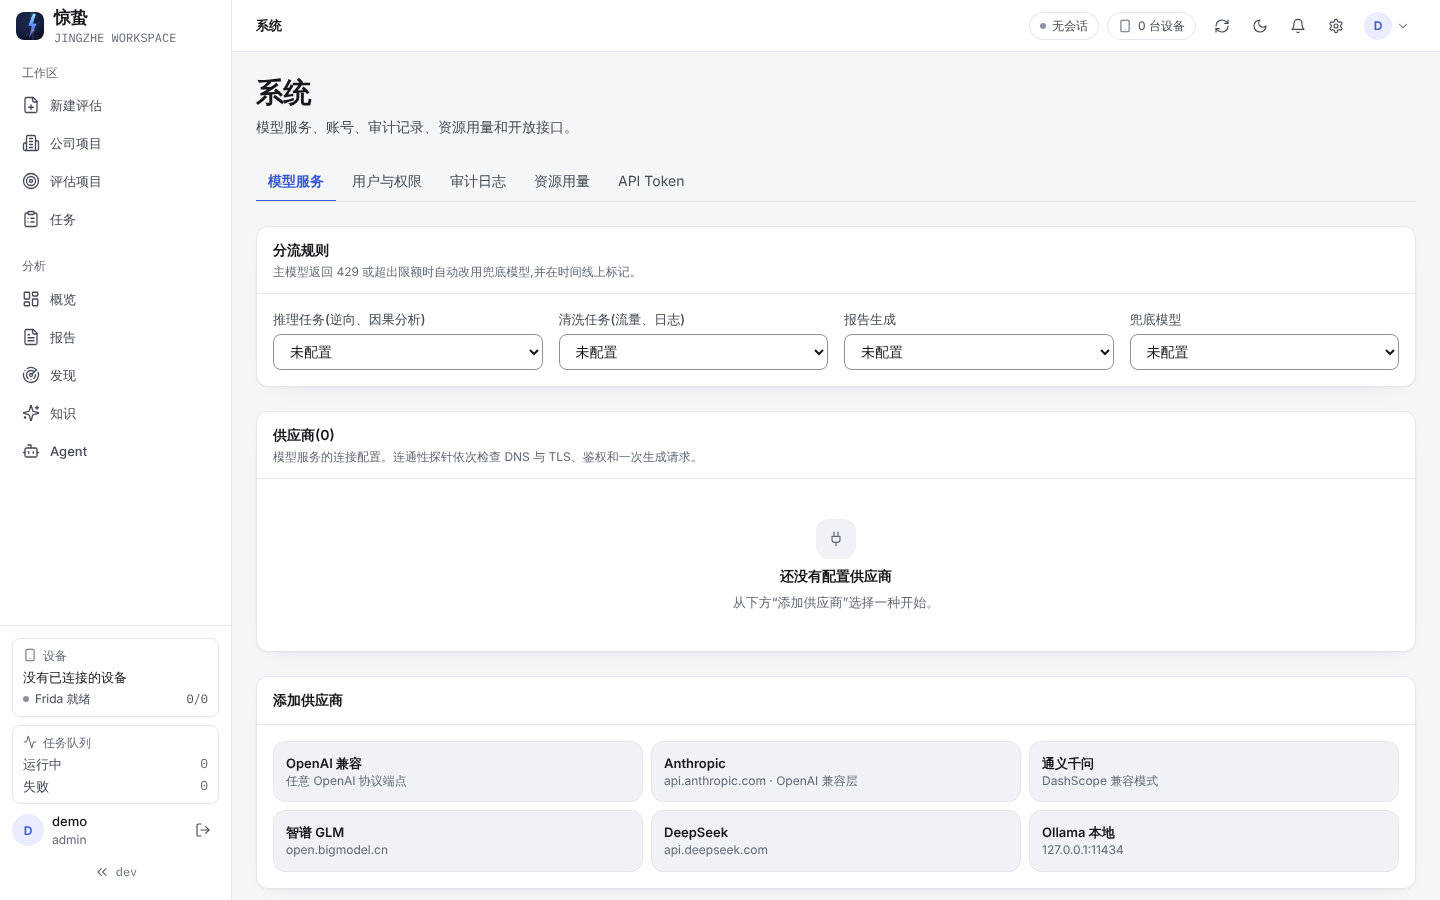 惊蛰
JINGZHE WORKSPACE
工作区
新建评估
公司项目
评估项目
任务
分析
概览
报告
发现
知识
Agent
设备
没有已连接的设备
Frida 就绪 0/0
任务队列
运行中 0
失败 0
D demo
admin
dev
系统
无会话
0 台设备
D
系统
模型服务、账号、审计记录、资源用量和开放接口。
模型服务 用户与权限 审计日志 资源用量 API Token
分流规则
主模型返回 429 或超出限额时自动改用兜底模型,并在时间线上标记。
推理任务(逆向、因果分析) 清洗任务(流量、日志) 报告生成 兜底模型
未配置 未配置 未配置 未配置
供应商(0)
模型服务的连接配置。连通性探针依次检查 DNS 与 TLS、鉴权和一次生成请求。
还没有配置供应商
从下方“添加供应商”选择一种开始。
添加供应商
OpenAI 兼容
任意 OpenAI 协议端点
Anthropic
api.anthropic.com · OpenAI 兼容层
通义千问
DashScope 兼容模式
智谱 GLM
open.bigmodel.cn
DeepSeek
api.deepseek.com
Ollama 本地
127.0.0.1:11434